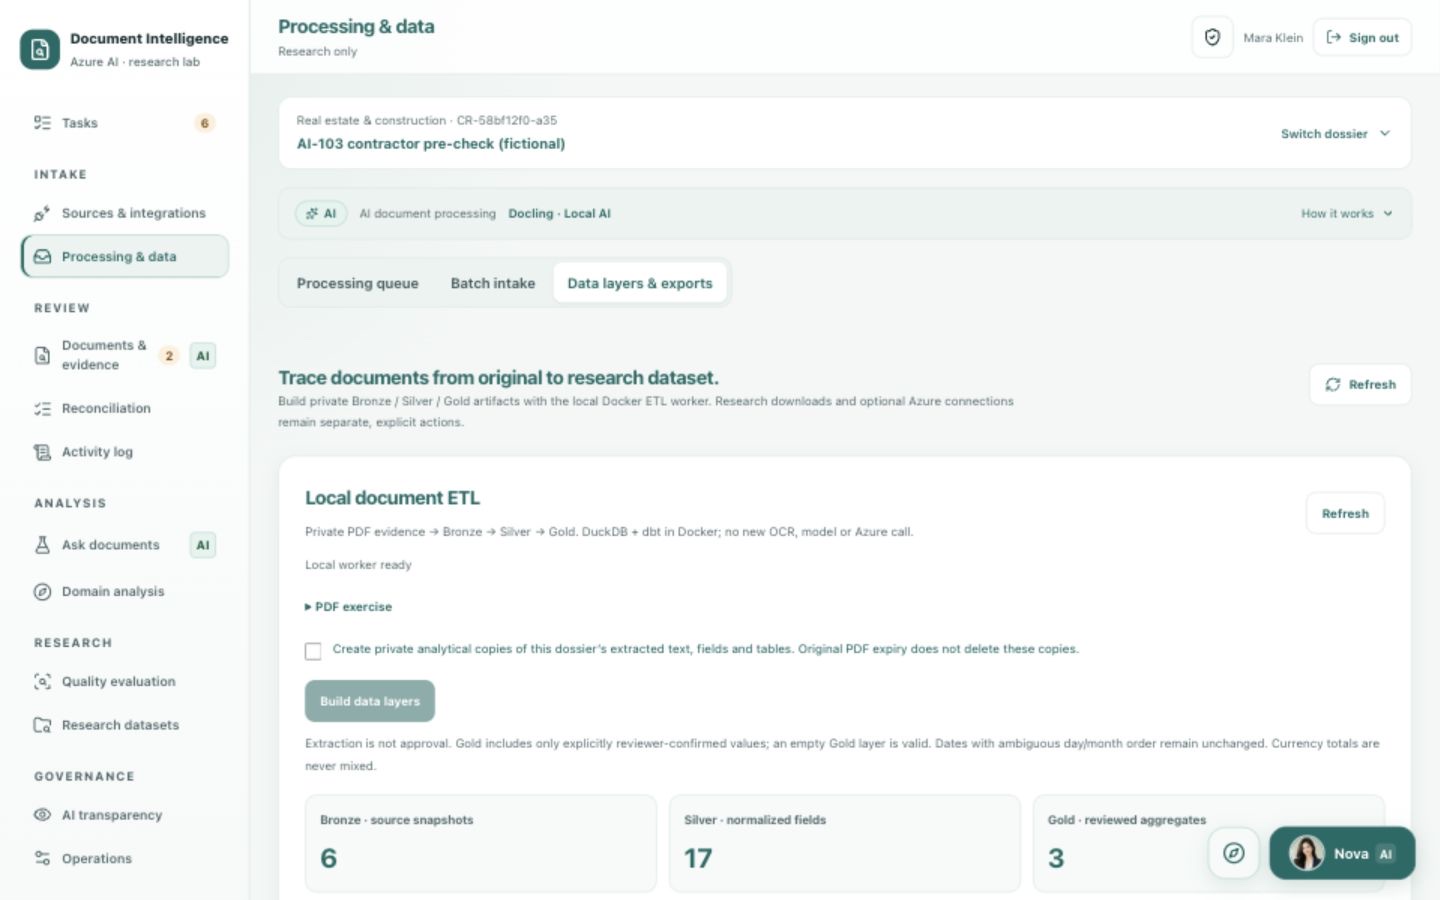 Document Intelligence
Azure AI · research lab
Tasks
6
INTAKE
Sources & integrations
Processing & data
REVIEW
Documents &
evidence
2
AI
Reconciliation
Activity log
ANALYSIS
Ask documents
AI
Domain analysis
RESEARCH
Quality evaluation
Research datasets
GOVERNANCE
AI transparency
Operations
Processing & data
Research only
Mara Klein
Sign out
Real estate & construction · CR-58bf12f0-a35
AI-103 contractor pre-check (fictional)
Switch dossier
AI
AI document processing
Docling · Local AI
How it works
Processing queue
Batch intake
Data layers & exports
Trace documents from original to research dataset.
Build private Bronze / Silver / Gold artifacts with the local Docker ETL worker. Research downloads and optional Azure connections
remain separate, explicit actions.
Refresh
Local document ETL
Private PDF evidence → Bronze → Silver → Gold. DuckDB + dbt in Docker; no new OCR, model or Azure call.
Refresh
Local worker ready
PDF exercise
Create private analytical copies of this dossier's extracted text, fields and tables. Original PDF expiry does not delete these copies.
Build data layers
Extraction is not approval. Gold includes only explicitly reviewer-confirmed values; an empty Gold layer is valid. Dates with ambiguous day/month order remain unchanged. Currency totals are
never mixed.
Bronze · source snapshots
6
Silver · normalized fields
17
Gold · reviewed aggregates
3
Nova
AI